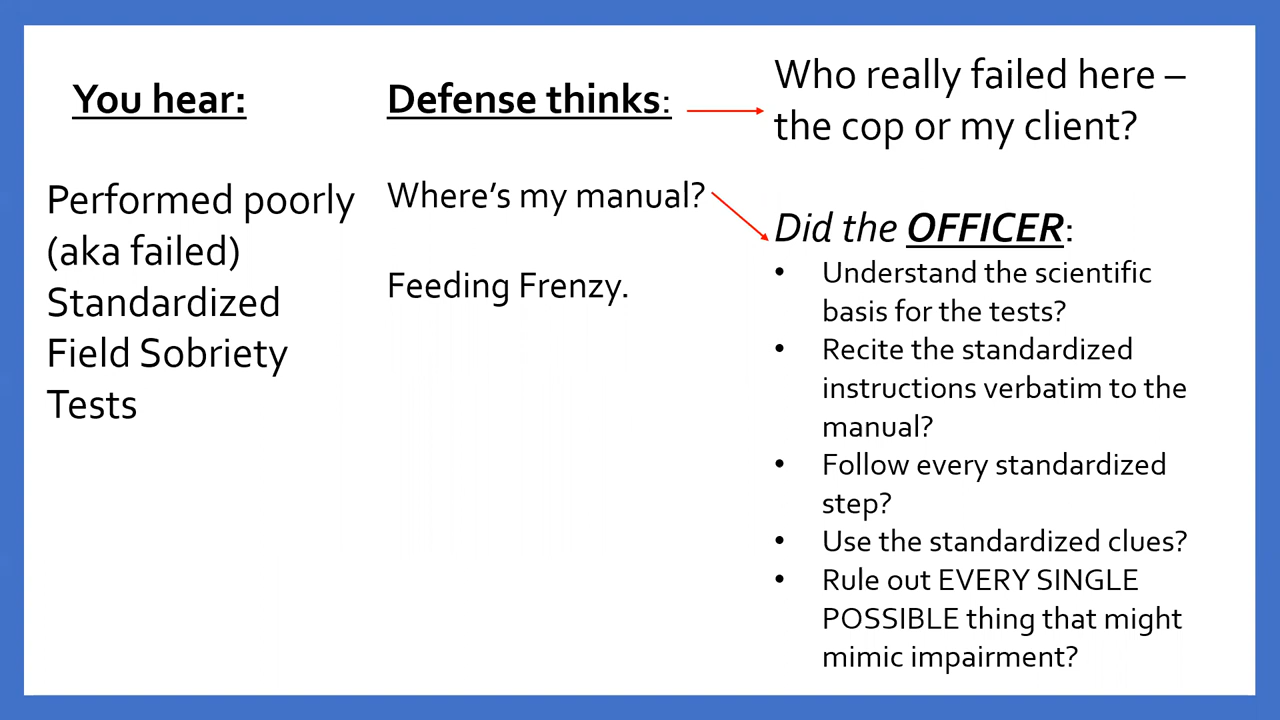 You hear:
Performed poorly
(aka failed)
Standardized
Field Sobriety
Tests
Defense thinks:
Where’s my manual?
Feeding Frenzy.
Who really failed here –
the cop or my client?
Did the OFFICER:
• Understand the scientific
basis for the tests?
• Recite the standardized
instructions verbatim to the
manual?
• Follow every standardized
step?
• Use the standardized clues?
• Rule out EVERY SINGLE
POSSIBLE thing that might
mimic impairment?